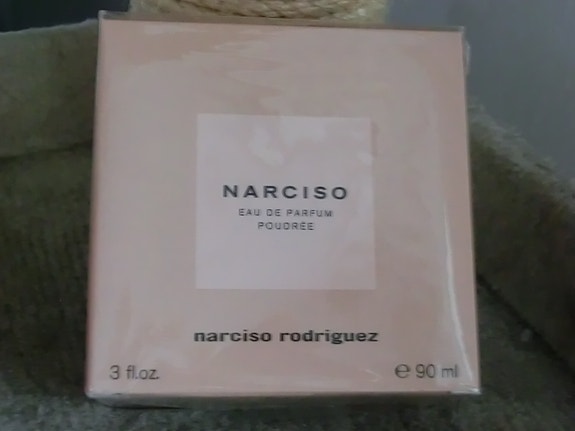 NARCISO
EAU DE PARFUM
POUDRÉE
narciso rodriguez
3 fl.oz. ℮ 90 ml